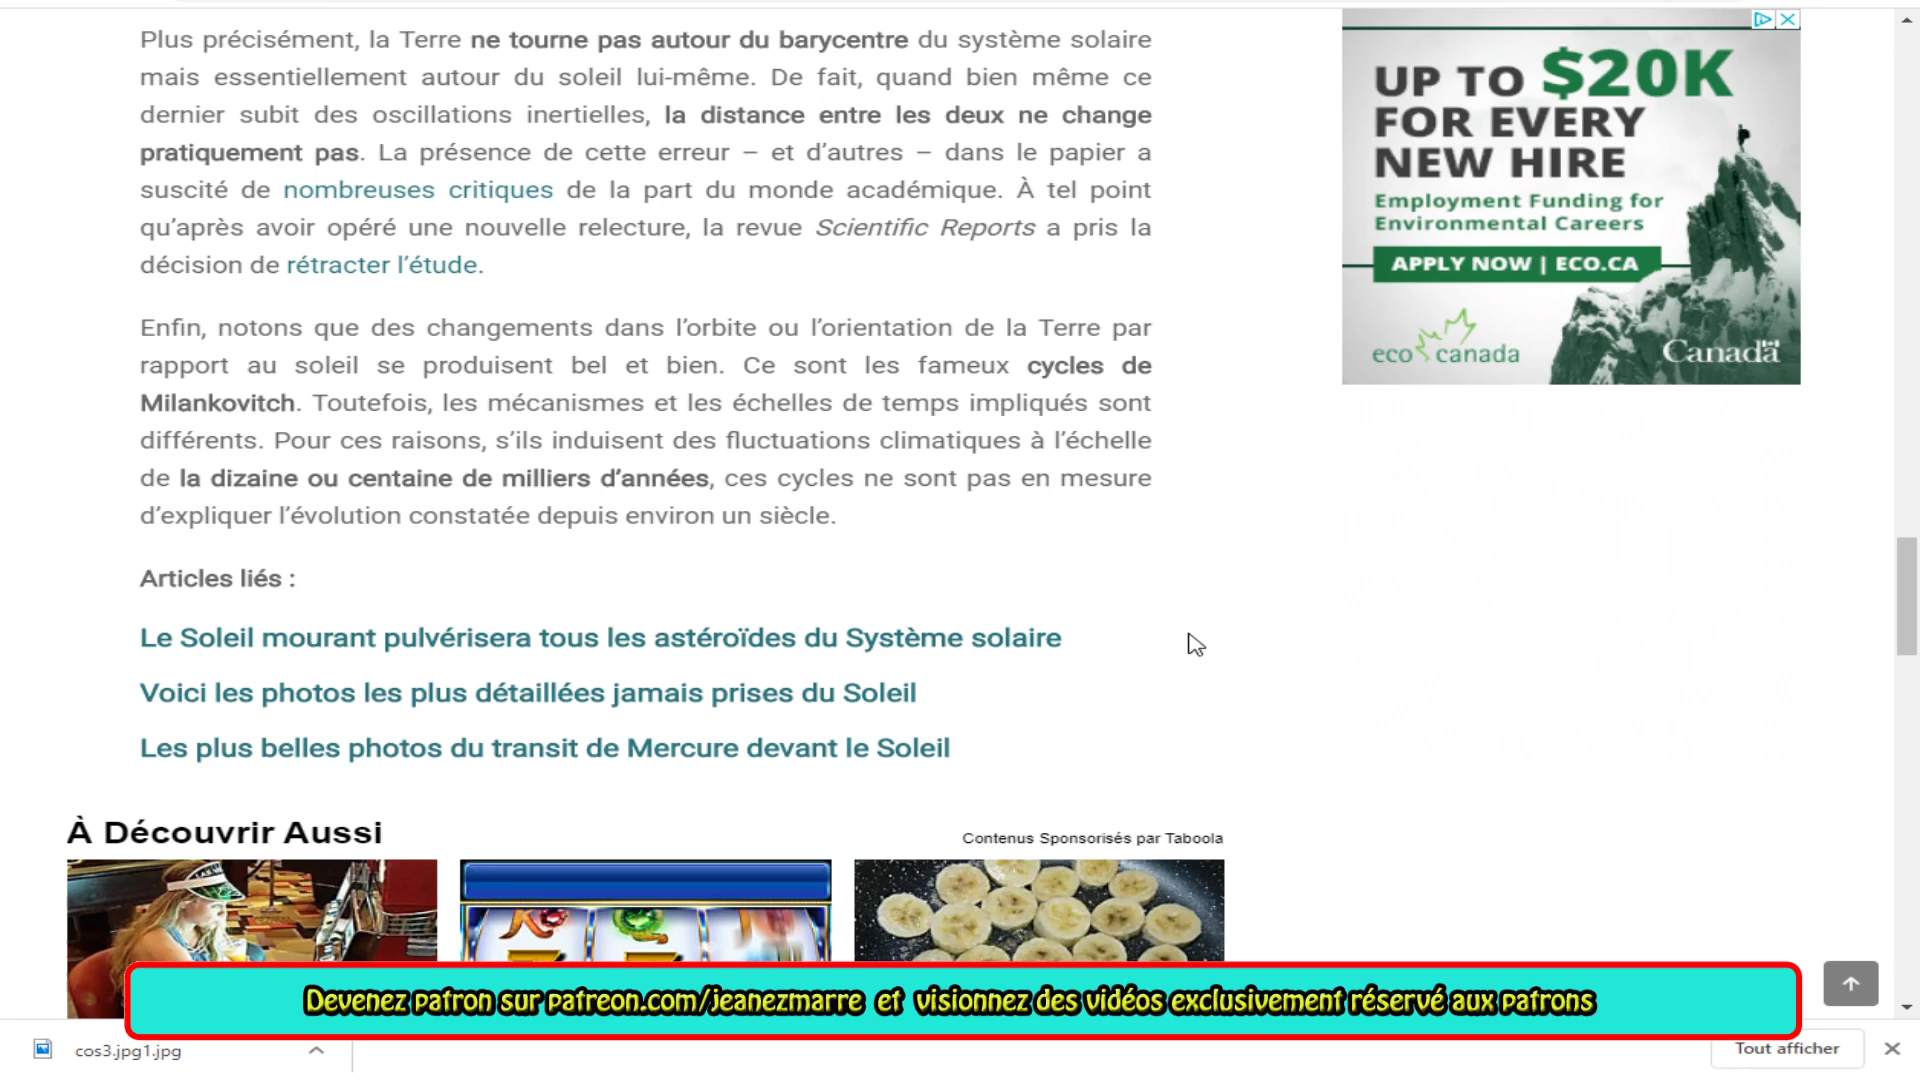 Plus précisément, la Terre ne tourne pas autour du barycentre du système solaire
mais essentiellement autour du soleil lui-même. De fait, quand bien même ce
dernier subit des oscillations inertielles, la distance entre les deux ne change
pratiquement pas. La présence de cette erreur – et d’autres – dans le papier a
suscité de nombreuses critiques de la part du monde académique. À tel point
qu’après avoir opéré une nouvelle relecture, la revue Scientific Reports a pris la
décision de rétracter l’étude.
Enfin, notons que des changements dans l’orbite ou l’orientation de la Terre par
rapport au soleil se produisent bel et bien. Ce sont les fameux cycles de
Milankovitch. Toutefois, les mécanismes et les échelles de temps impliqués sont
différents. Pour ces raisons, s’ils induisent des fluctuations climatiques à l’échelle
de la dizaine ou centaine de milliers d’années, ces cycles ne sont pas en mesure
d’expliquer l’évolution constatée depuis environ un siècle.
Articles liés :
Le Soleil mourant pulvérisera tous les astéroïdes du Système solaire
Voici les photos les plus détaillées jamais prises du Soleil
Les plus belles photos du transit de Mercure devant le Soleil
UP TO $20K
FOR EVERY
NEW HIRE
Employment Funding for
Environmental Careers
APPLY NOW | ECO.CA
eco canada
Canada
À Découvrir Aussi
Contenus Sponsorisés par Taboola
Devenez patron sur patreon.com/jeanezmarre et visionnez des vidéos exclusivement réservé aux patrons
cos3.jpg1.jpg
Tout afficher